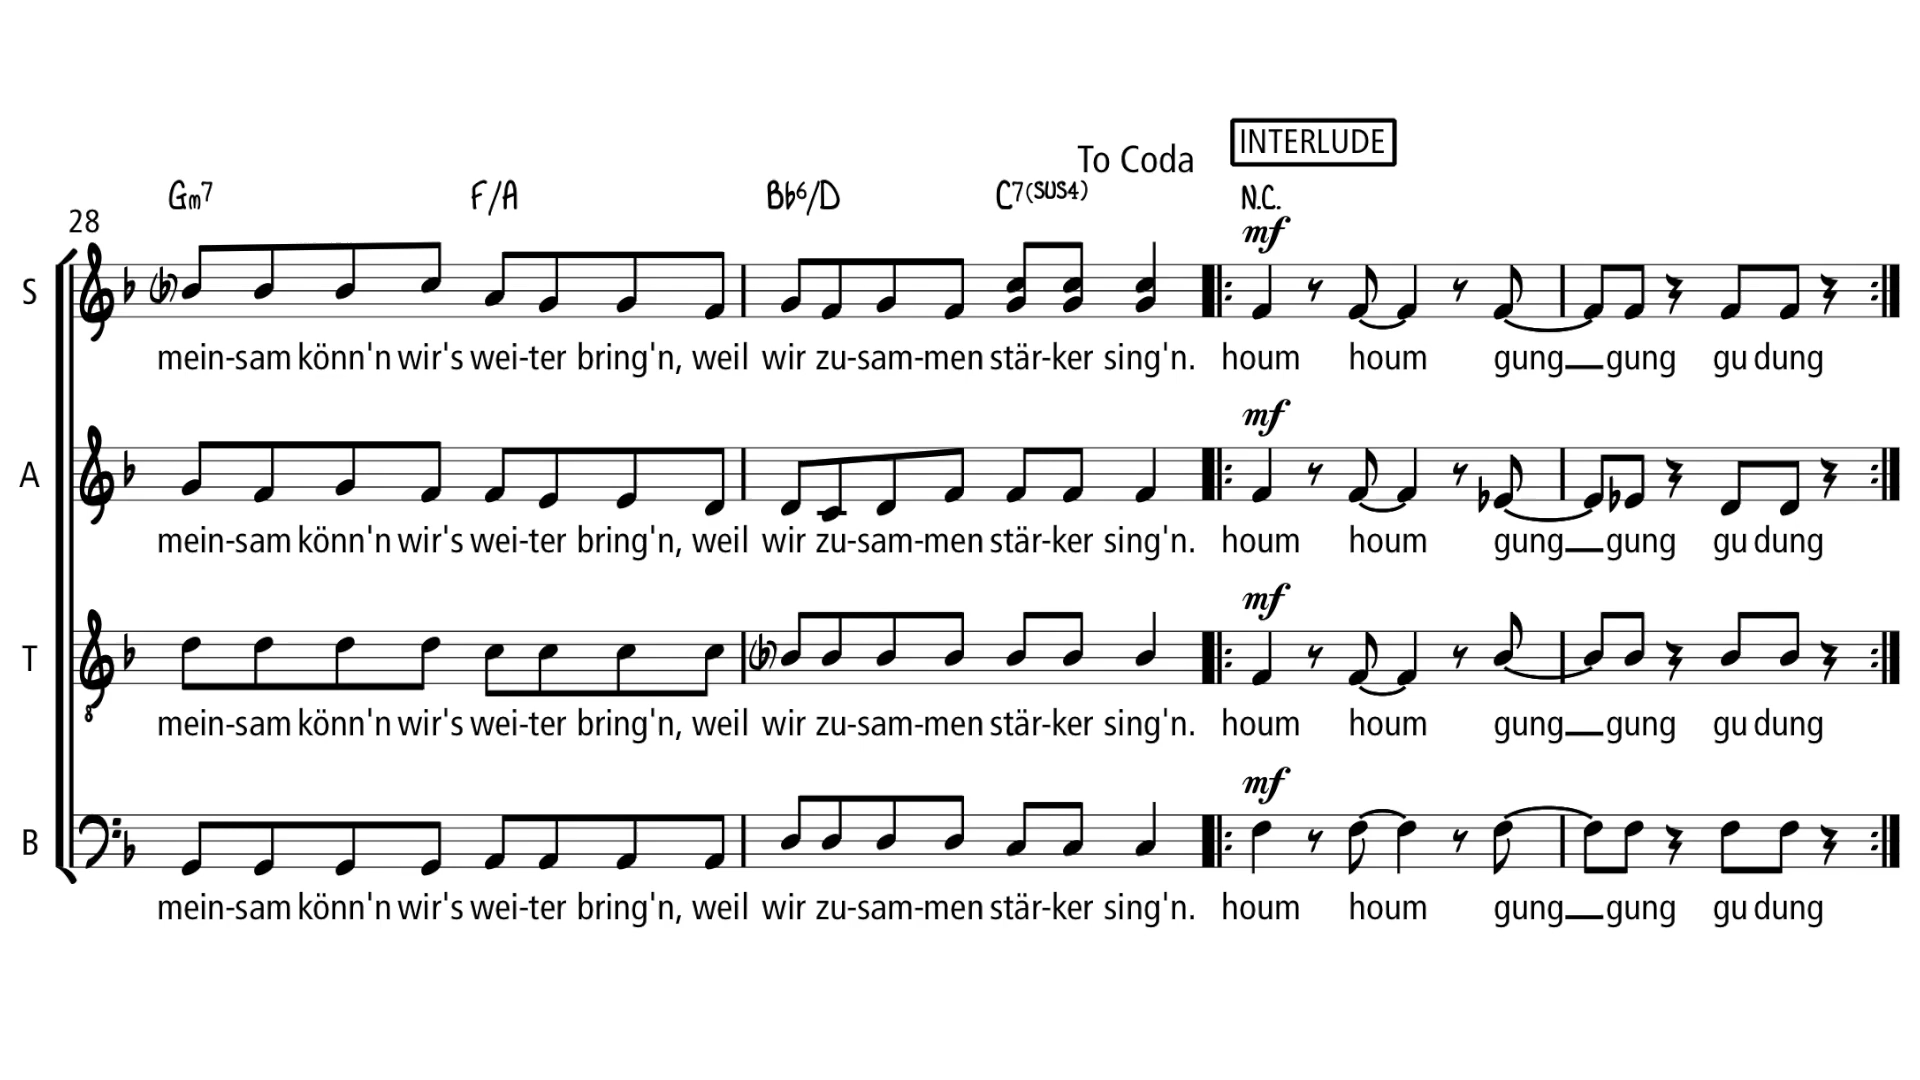 INTERLUDE
To Coda
Gm7 F/A Bb6/D C7(SUS4) N.C.
28
mf
S
mein-sam könn'n wir's wei-ter bring'n, weil wir zu-sam-men stär-ker sing'n. houm houm gung gung gu dung
mf
A
mein-sam könn'n wir's wei-ter bring'n, weil wir zu-sam-men stär-ker sing'n. houm houm gung gung gu dung
mf
T
8
mein-sam könn'n wir's wei-ter bring'n, weil wir zu-sam-men stär-ker sing'n. houm houm gung gung gu dung
mf
B
mein-sam könn'n wir's wei-ter bring'n, weil wir zu-sam-men stär-ker sing'n. houm houm gung gung gu dung